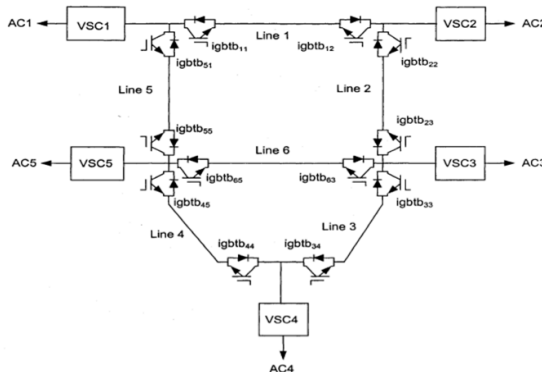 AC1
VSC1
igbtb11
Line 1
igbtb12
VSC2
AC2
igbtb51
igbtb22
Line 5
Line 2
igbtb55
igbtb23
AC5
VSC5
Line 6
VSC3
AC3
igbtb65
igbtb63
igbtb45
igbtb33
Line 4
igbtb44
igbtb34
Line 3
VSC4
AC4